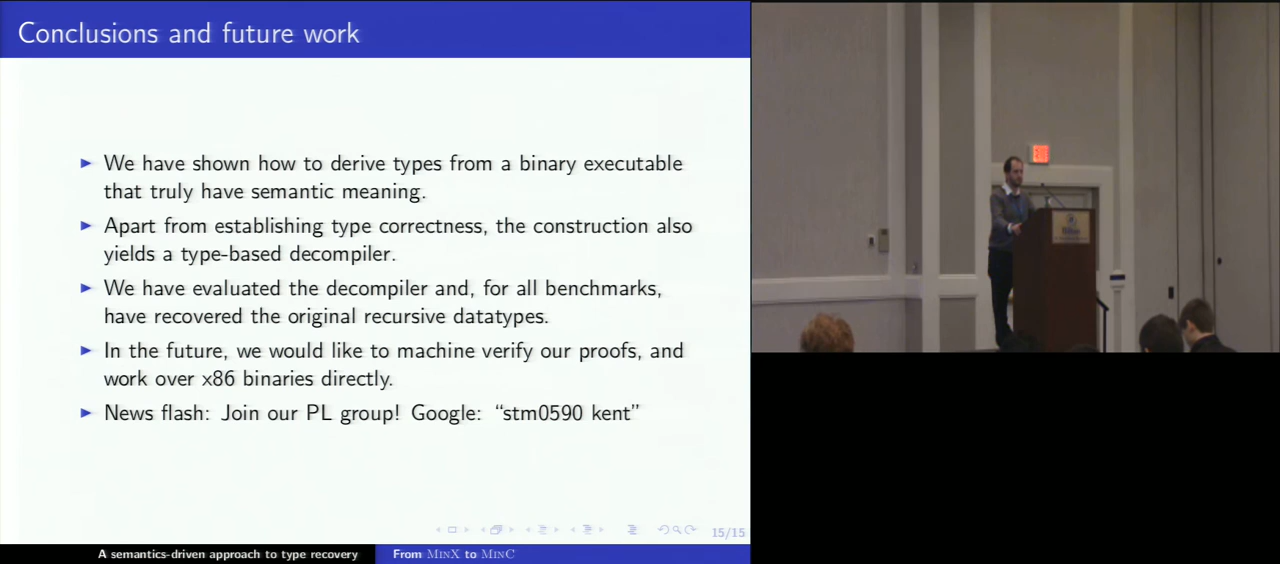 Conclusions and future work
We have shown how to derive types from a binary executable
that truly have semantic meaning.
Apart from establishing type correctness, the construction also
yields a type-based decompiler.
We have evaluated the decompiler and, for all benchmarks,
have recovered the original recursive datatypes.
In the future, we would like to machine verify our proofs, and
work over x86 binaries directly.
News flash: Join our PL group! Google: “stm0590 kent”
15/15
A semantics-driven approach to type recovery
From MinX to MinC